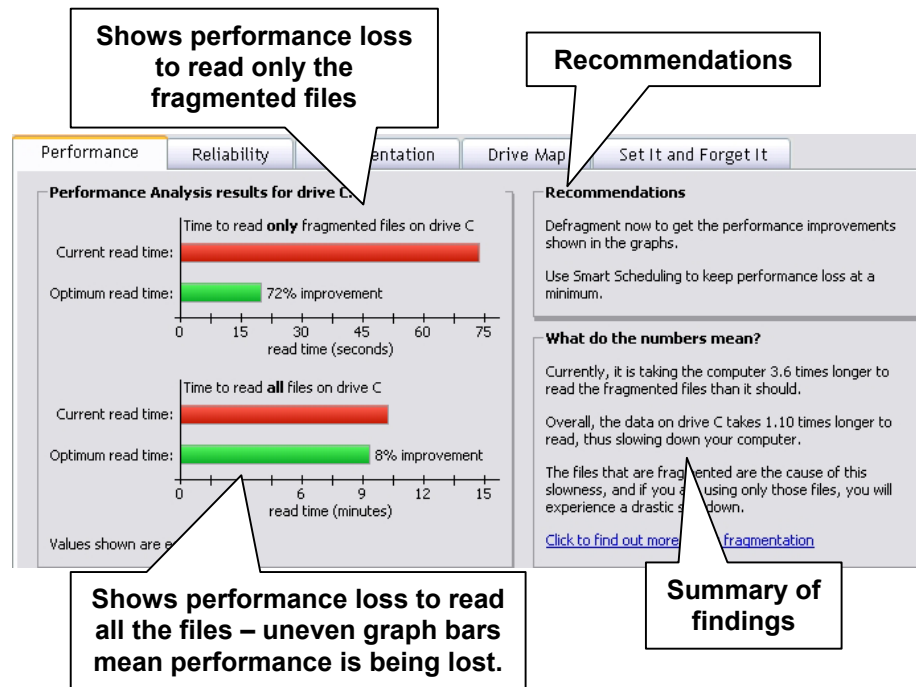 Shows performance loss
to read only the
fragmented files
Recommendations
Performance
Reliability
entation
Drive Map
Set It and Forget It
Performance Analysis results for drive C:
Time to read only fragmented files on drive C
Current read time:
Optimum read time:
72% improvement
0 15 30 45 60 75
read time (seconds)
Time to read all files on drive C
Current read time:
Optimum read time:
8% improvement
0 6 9 12 15
read time (minutes)
Values shown are e
Recommendations
Defragment now to get the performance improvements
shown in the graphs.
Use Smart Scheduling to keep performance loss at a
minimum.
What do the numbers mean?
Currently, it is taking the computer 3.6 times longer to
read the fragmented files than it should.
Overall, the data on drive C takes 1.10 times longer to
read, thus slowing down your computer.
The files that are fragmented are the cause of this
slowness, and if you a using only those files, you will
experience a drastic s down.
Click to find out more fragmentation
Shows performance loss to read
all the files – uneven graph bars
mean performance is being lost.
Summary of
findings